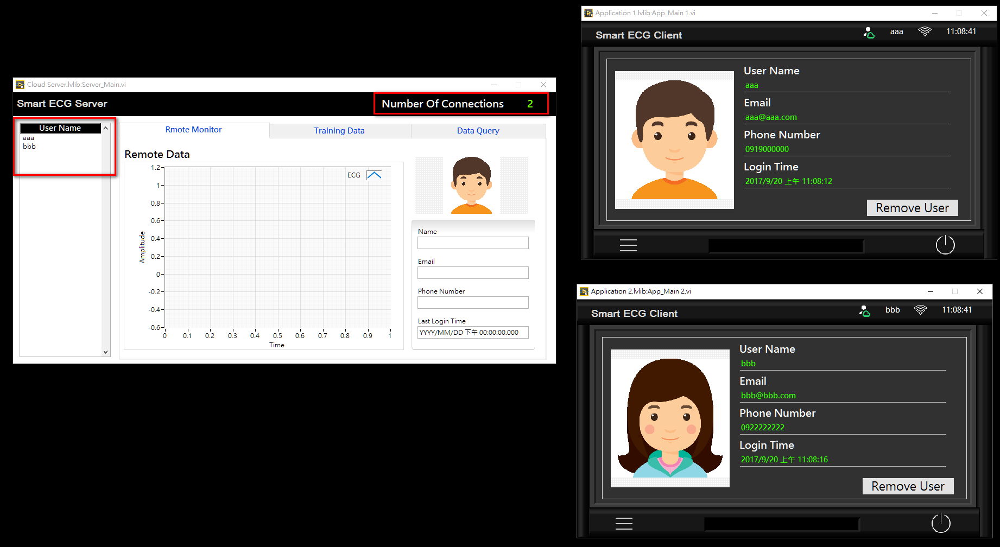 Cloud Server.lvlib:Server_Main.vi
Smart ECG Server
Number Of Connections 2
User Name
aaa
bbb
Rmote Monitor
Training Data
Data Query
Remote Data
ECG
Amplitude
1.2
1
0.8
0.6
0.4
0.2
0
-0.2
-0.4
-0.6
0 0.1 0.2 0.3 0.4 0.5 0.6 0.7 0.8 0.9 1
Time
Name
Email
Phone Number
Last Login Time
YYYY/MM/DD 下午 00:00:00.000
Application 1.lvlib:App_Main 1.vi
Smart ECG Client
aaa
11:08:41
User Name
aaa
Email
aaa@aaa.com
Phone Number
0919000000
Login Time
2017/9/20 上午 11:08:12
Remove User
Application 2.lvlib:App_Main 2.vi
Smart ECG Client
bbb
11:08:41
User Name
bbb
Email
bbb@bbb.com
Phone Number
0922222222
Login Time
2017/9/20 上午 11:08:16
Remove User